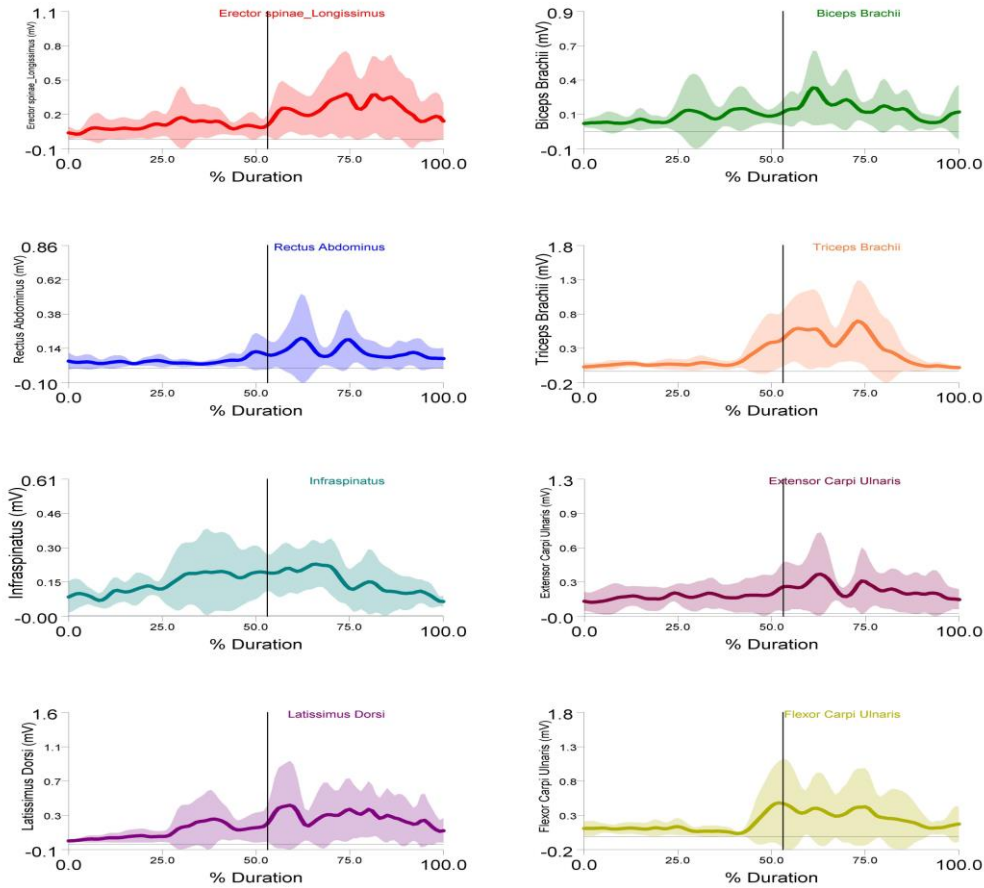 1.1
Erector spinae_Longissimus
0.8
0.5
0.2
-0.1
Erector spinae_Longissimus (mV)
0.0 25.0 50.0 75.0 100.0
% Duration
0.9
Biceps Brachii
0.7
0.4
0.1
-0.1
Biceps Brachii (mV)
0.0 25.0 50.0 75.0 100.0
% Duration
0.86
Rectus Abdominus
0.62
0.38
0.14
-0.10
Rectus Abdominus (mV)
0.0 25.0 50.0 75.0 100.0
% Duration
1.8
Triceps Brachii
1.3
0.8
0.3
-0.2
Triceps Brachii (mV)
0.0 25.0 50.0 75.0 100.0
% Duration
0.61
Infraspinatus
0.46
0.30
0.15
-0.00
Infraspinatus (mV)
0.0 25.0 50.0 75.0 100.0
% Duration
1.3
Extensor Carpi Ulnaris
0.9
0.6
0.3
-0.0
Extensor Carpi Ulnaris (mV)
0.0 25.0 50.0 75.0 100.0
% Duration
1.6
Latissimus Dorsi
1.1
0.7
0.3
-0.1
Latissimus Dorsi (mV)
0.0 25.0 50.0 75.0 100.0
% Duration
1.8
Flexor Carpi Ulnaris
1.3
0.8
0.3
-0.2
Flexor Carpi Ulnaris (mV)
0.0 25.0 50.0 75.0 100.0
% Duration